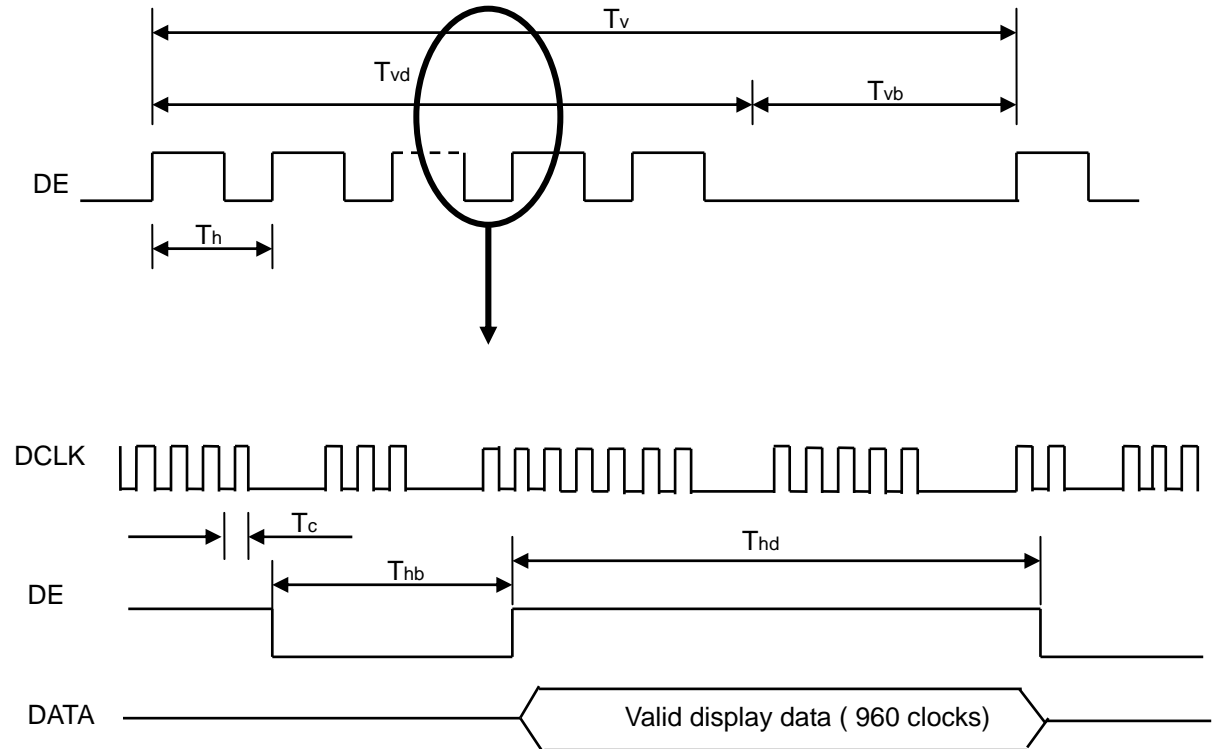 Tv
Tvd
Tvb
DE
Th
DCLK
Tc
Thd
Thb
DE
DATA
Valid display data ( 960 clocks)